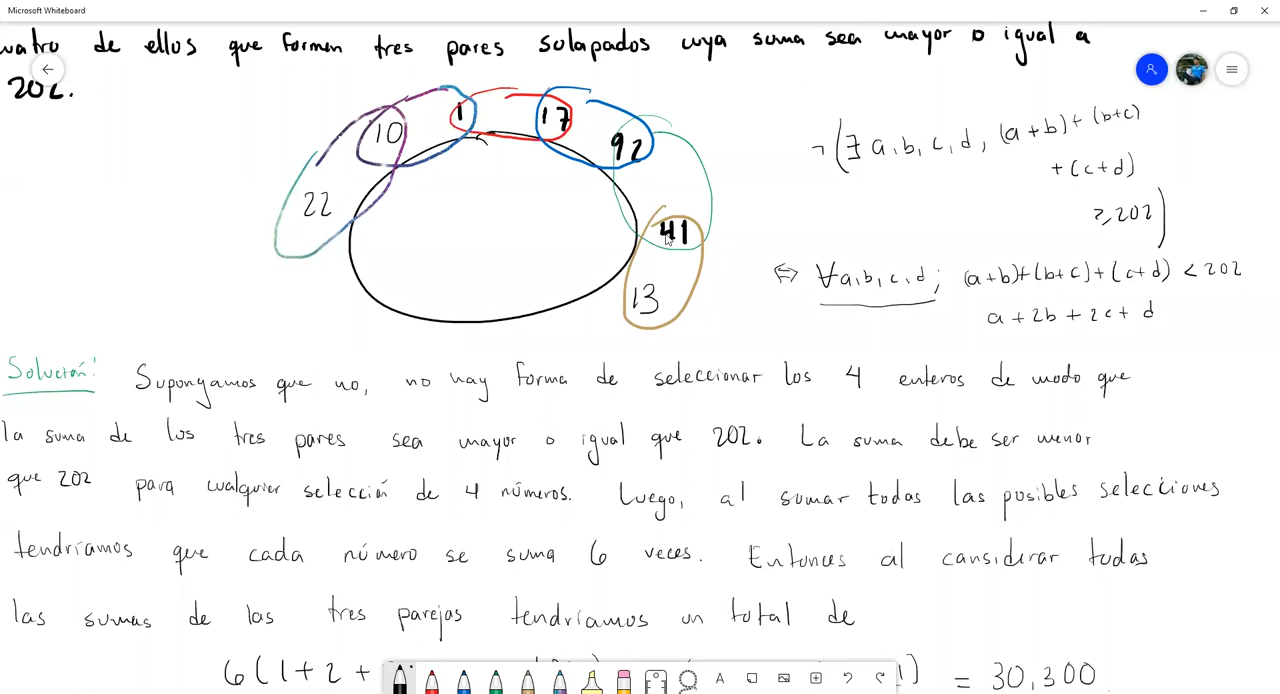 Microsoft Whiteboard
cuatro de ellos que formen tres pares solapados cuya suma sea mayor o igual a
202.
1 17
10 92
22
41
13
¬(∃ a,b,c,d, (a+b)+(b+c)
+(c+d)
≥202)
⇔ ∀a,b,c,d; (a+b)+(b+c)+(c+d) < 202
a + 2b + 2c + d
Solución: Supongamos que no, no hay forma de seleccionar los 4 enteros de modo que
la suma de los tres pares sea mayor o igual que 202. La suma debe ser menor
que 202 para cualquier selección de 4 números. Luego, al sumar todas las posibles selecciones
tendríamos que cada número se suma 6 veces. Entonces al considerar todas
las sumas de las tres parejas tendríamos un total de
6(1+2+ = 30,300